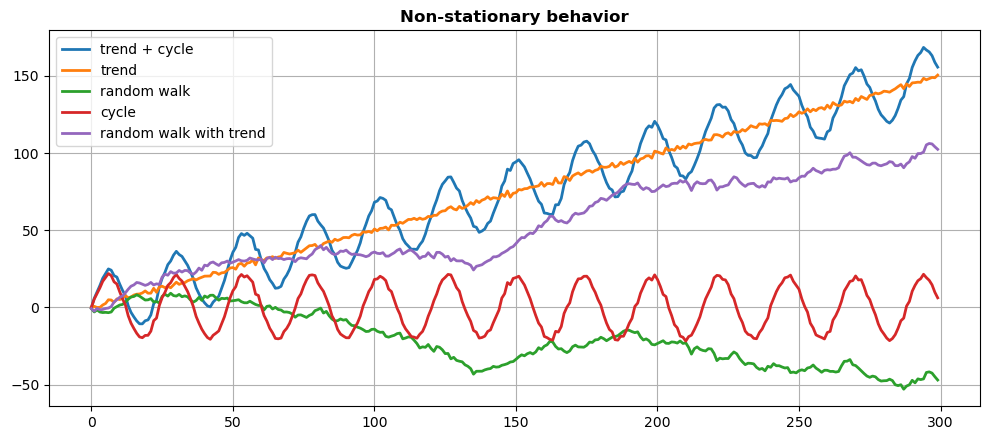 Non-stationary behavior
trend + cycle
trend
random walk
cycle
random walk with trend
150
100
50
0
−50
0
50
100
150
200
250
300